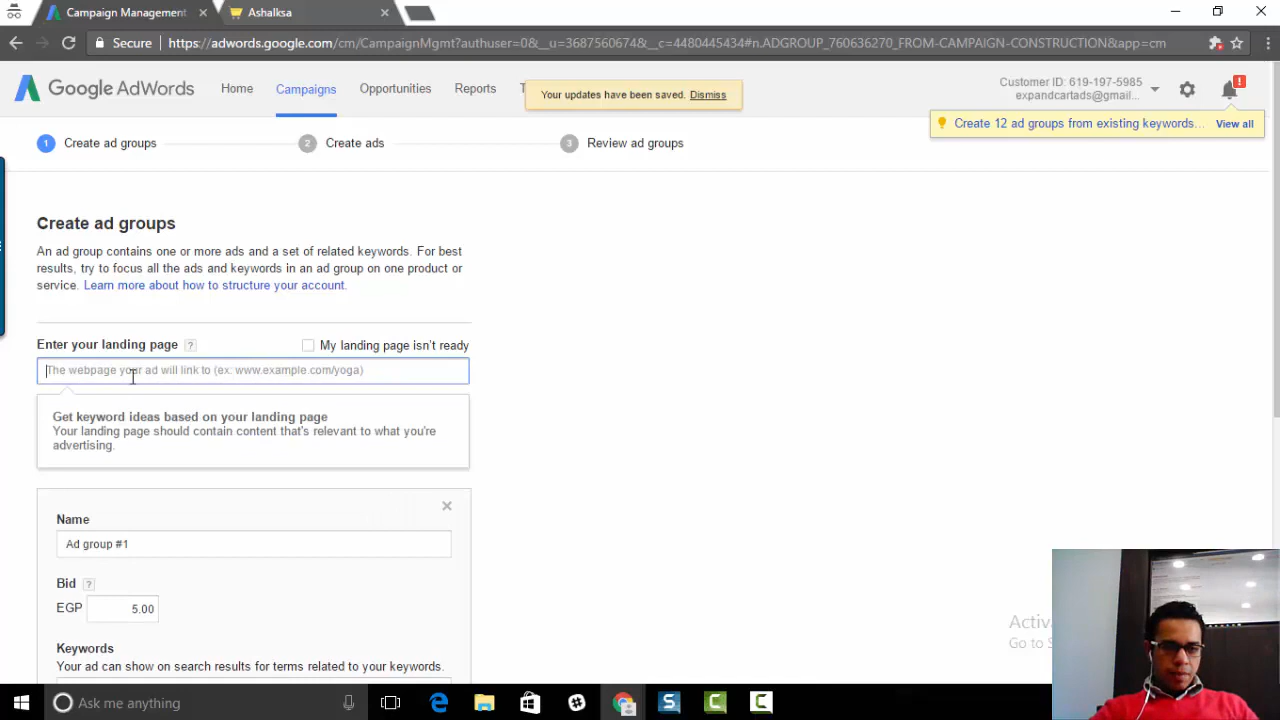 Campaign Management
Ashalksa
Secure
https://adwords.google.com/cm/CampaignMgmt?authuser=0&__u=3687560674&__c=4480445434#n.ADGROUP_760636270_FROM-CAMPAIGN-CONSTRUCTION&app=cm
Google AdWords
Home
Campaigns
Opportunities
Reports
T
Your updates have been saved. Dismiss
Customer ID: 619-197-5985
expandcartads@gmail...
!
Create 12 ad groups from existing keywords... View all
1 Create ad groups
2 Create ads
3 Review ad groups
Create ad groups
An ad group contains one or more ads and a set of related keywords. For best
results, try to focus all the ads and keywords in an ad group on one product or
service. Learn more about how to structure your account.
Enter your landing page ?
My landing page isn't ready
The webpage your ad will link to (ex: www.example.com/yoga)
Get keyword ideas based on your landing page
Your landing page should contain content that's relevant to what you're
advertising.
Name
Ad group #1
Bid ?
EGP 5.00
Keywords
Your ad can show on search results for terms related to your keywords.
Activ
Go to S
Ask me anything